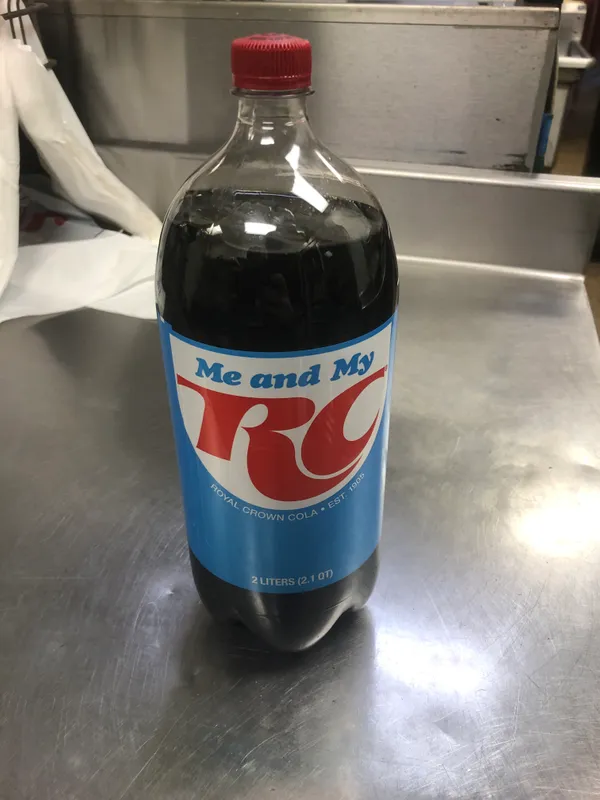 Me and My
RC
ROYAL CROWN COLA • EST. 1905
2 LITERS (2.1 QT)